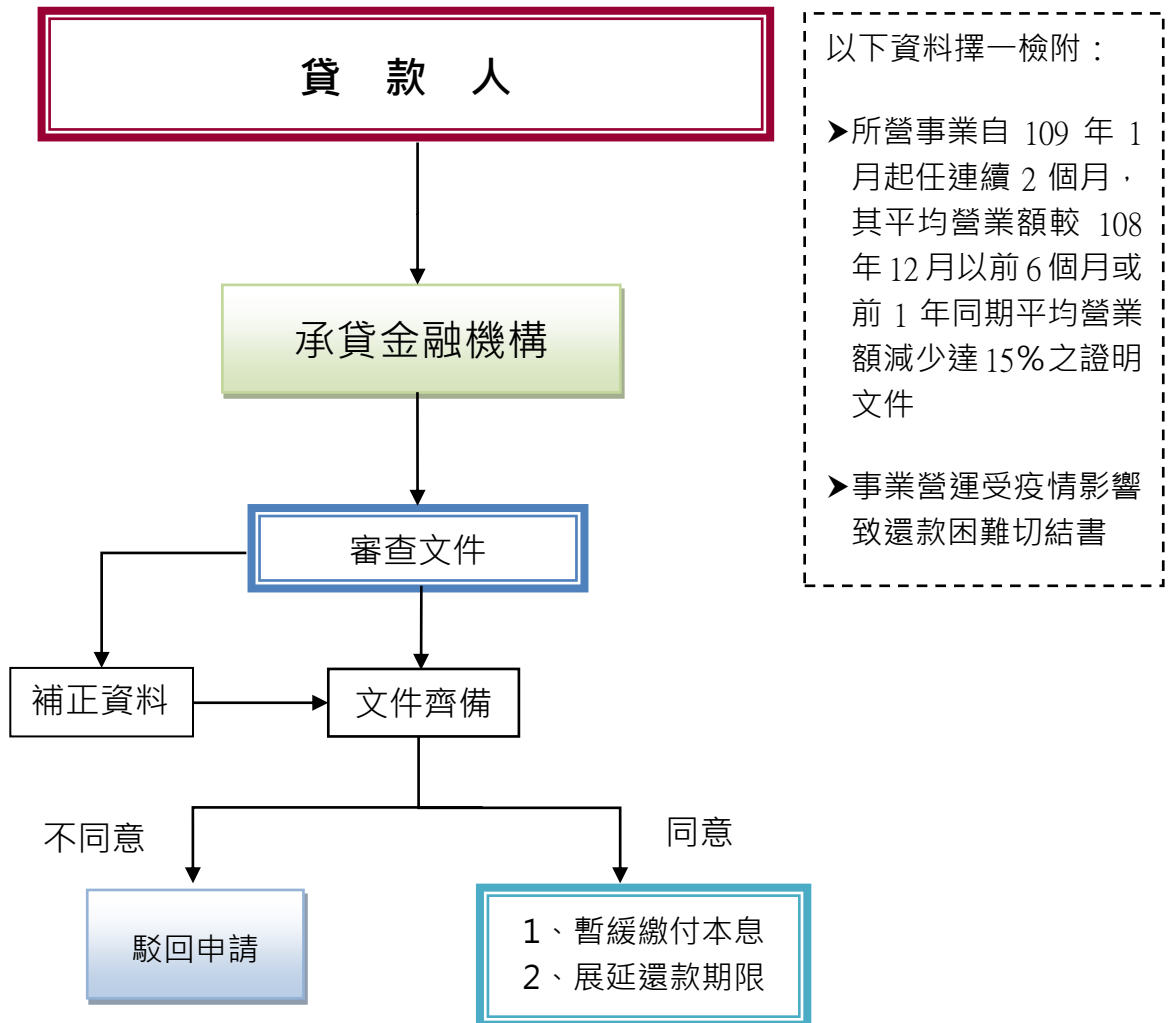 貸 款 人
承貸金融機構
審查文件
補正資料
文件齊備
不同意
同意
駁回申請
1、暫緩繳付本息
2、展延還款期限
以下資料擇一檢附：
➤所營事業自 109 年 1
月起任連續 2 個月，
其平均營業額較 108
年 12 月以前 6 個月或
前 1 年同期平均營業
額減少達 15%之證明
文件
➤事業營運受疫情影響
致還款困難切結書